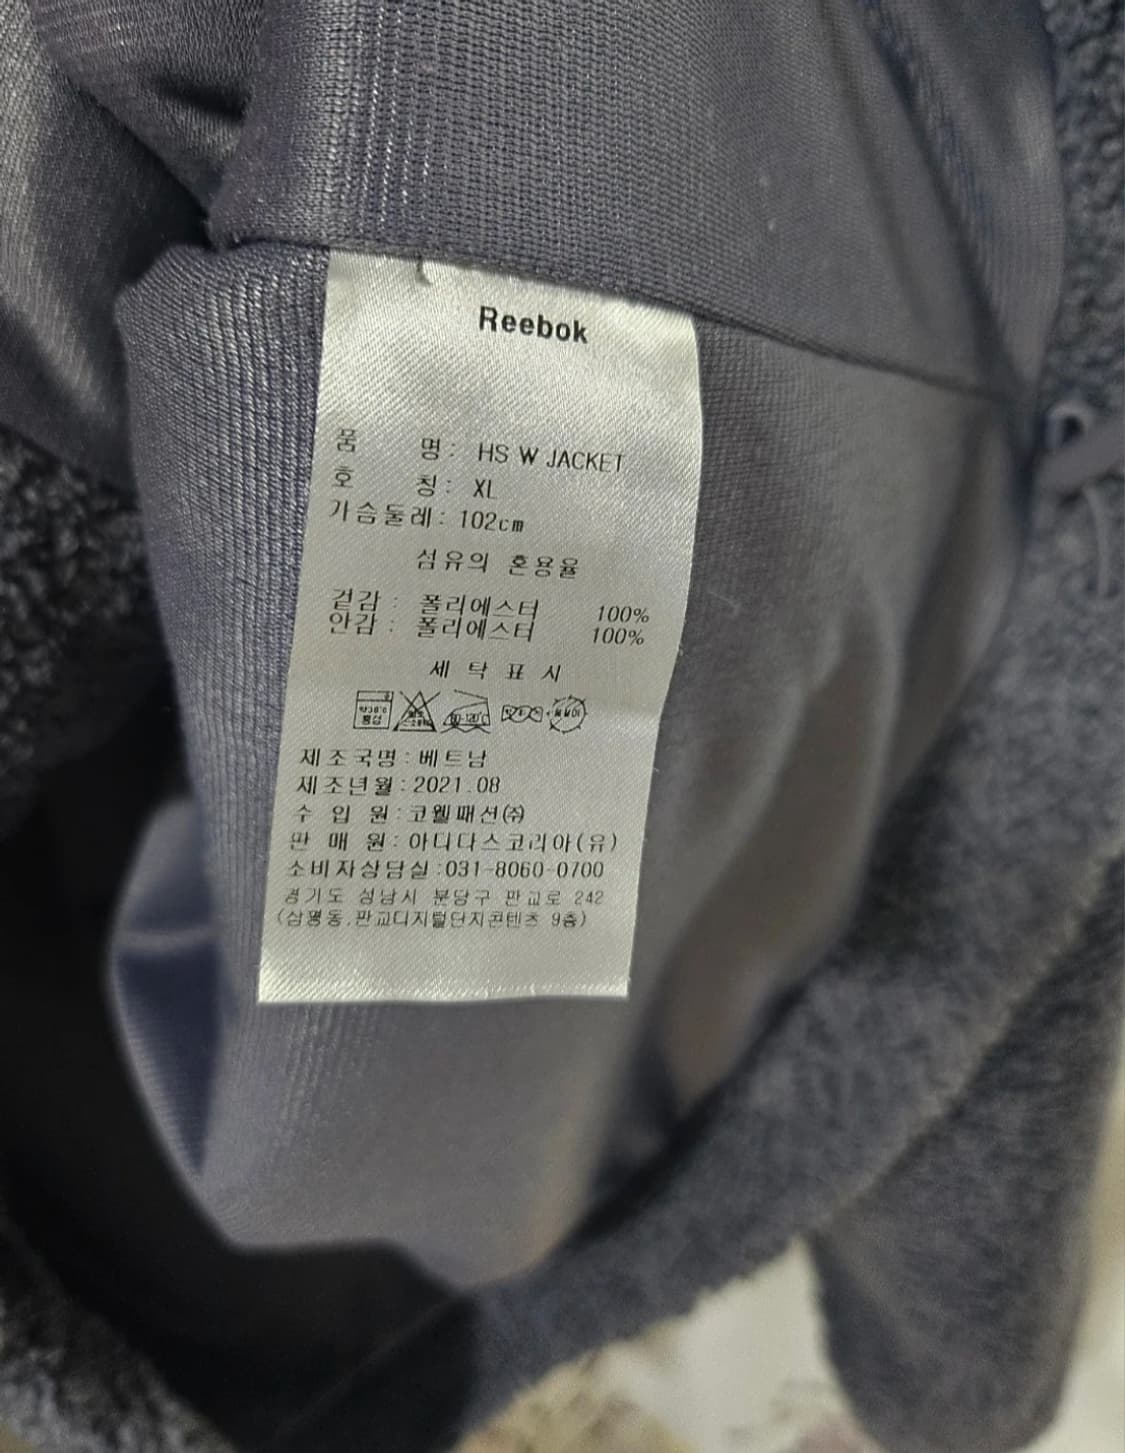 Reebok
품 명 : HS W JACKET
호 칭 : XL
가슴둘레 : 102cm
섬유의 혼용율
겉감 : 폴리에스터 100%
안감 : 폴리에스터 100%
세 탁 표 시
제조국명 : 베트남
제조년월 : 2021.08
수 입 원 : 코웰패션(주)
판 매 원 : 아디다스코리아(유)
소비자상담실 : 031-8060-0700
경기도 성남시 분당구 판교로 242
(삼평동,판교디지털단지콘텐츠 9층)